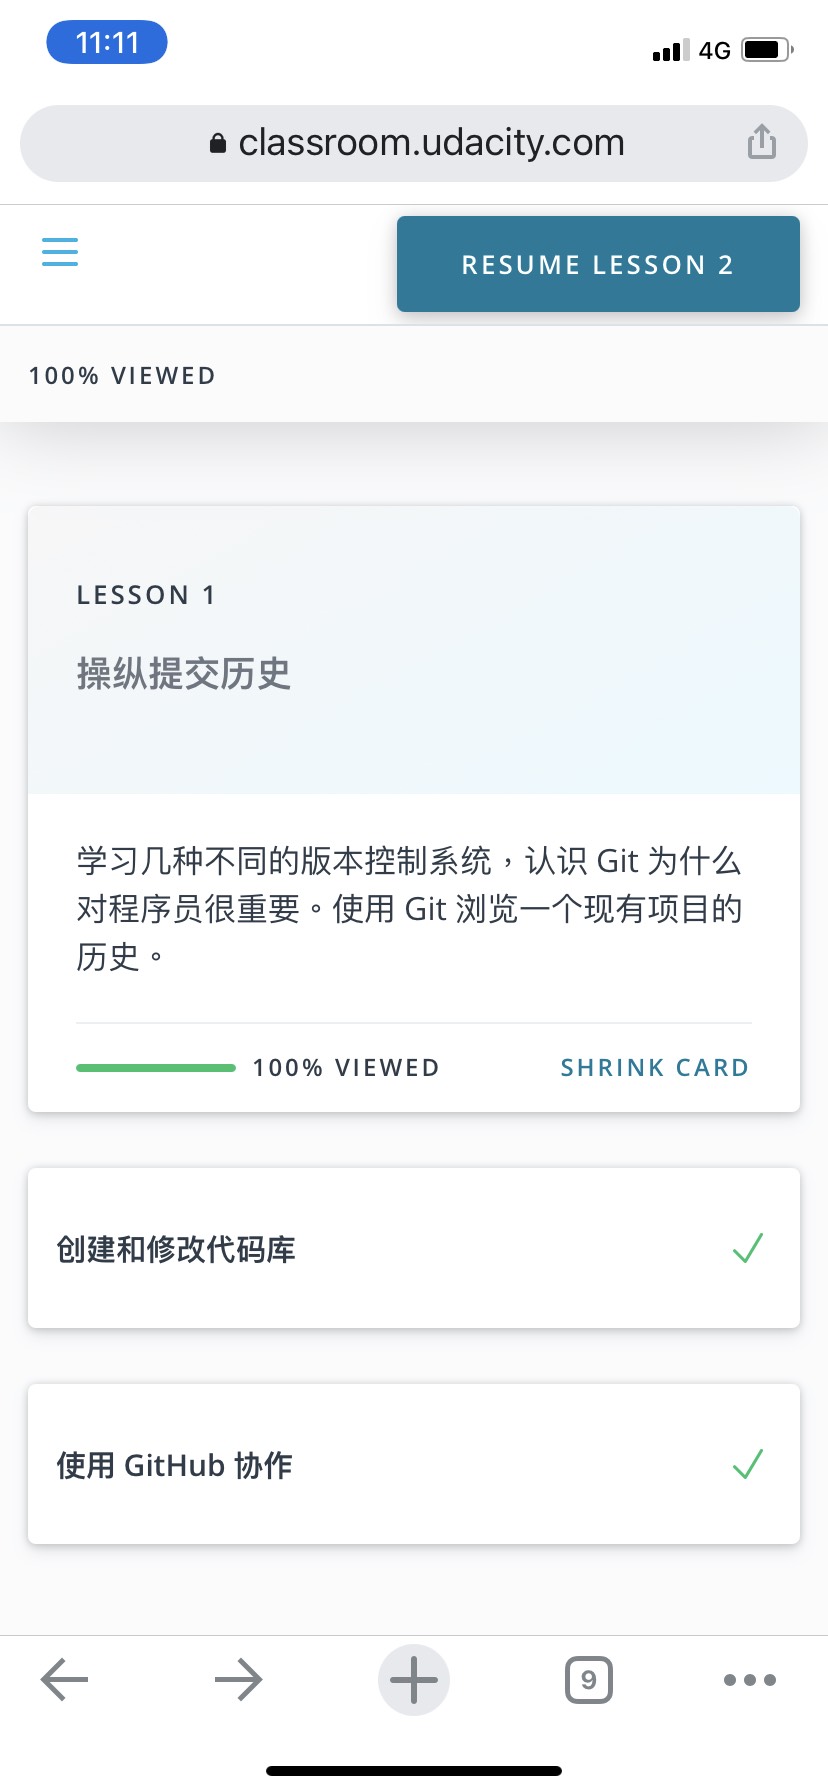 11:11
4G
classroom.udacity.com
RESUME LESSON 2
100% VIEWED
LESSON 1
操纵提交历史
学习几种不同的版本控制系统，认识 Git 为什么
对程序员很重要。使用 Git 浏览一个现有项目的
历史。
100% VIEWED
SHRINK CARD
创建和修改代码库
使用 GitHub 协作
9